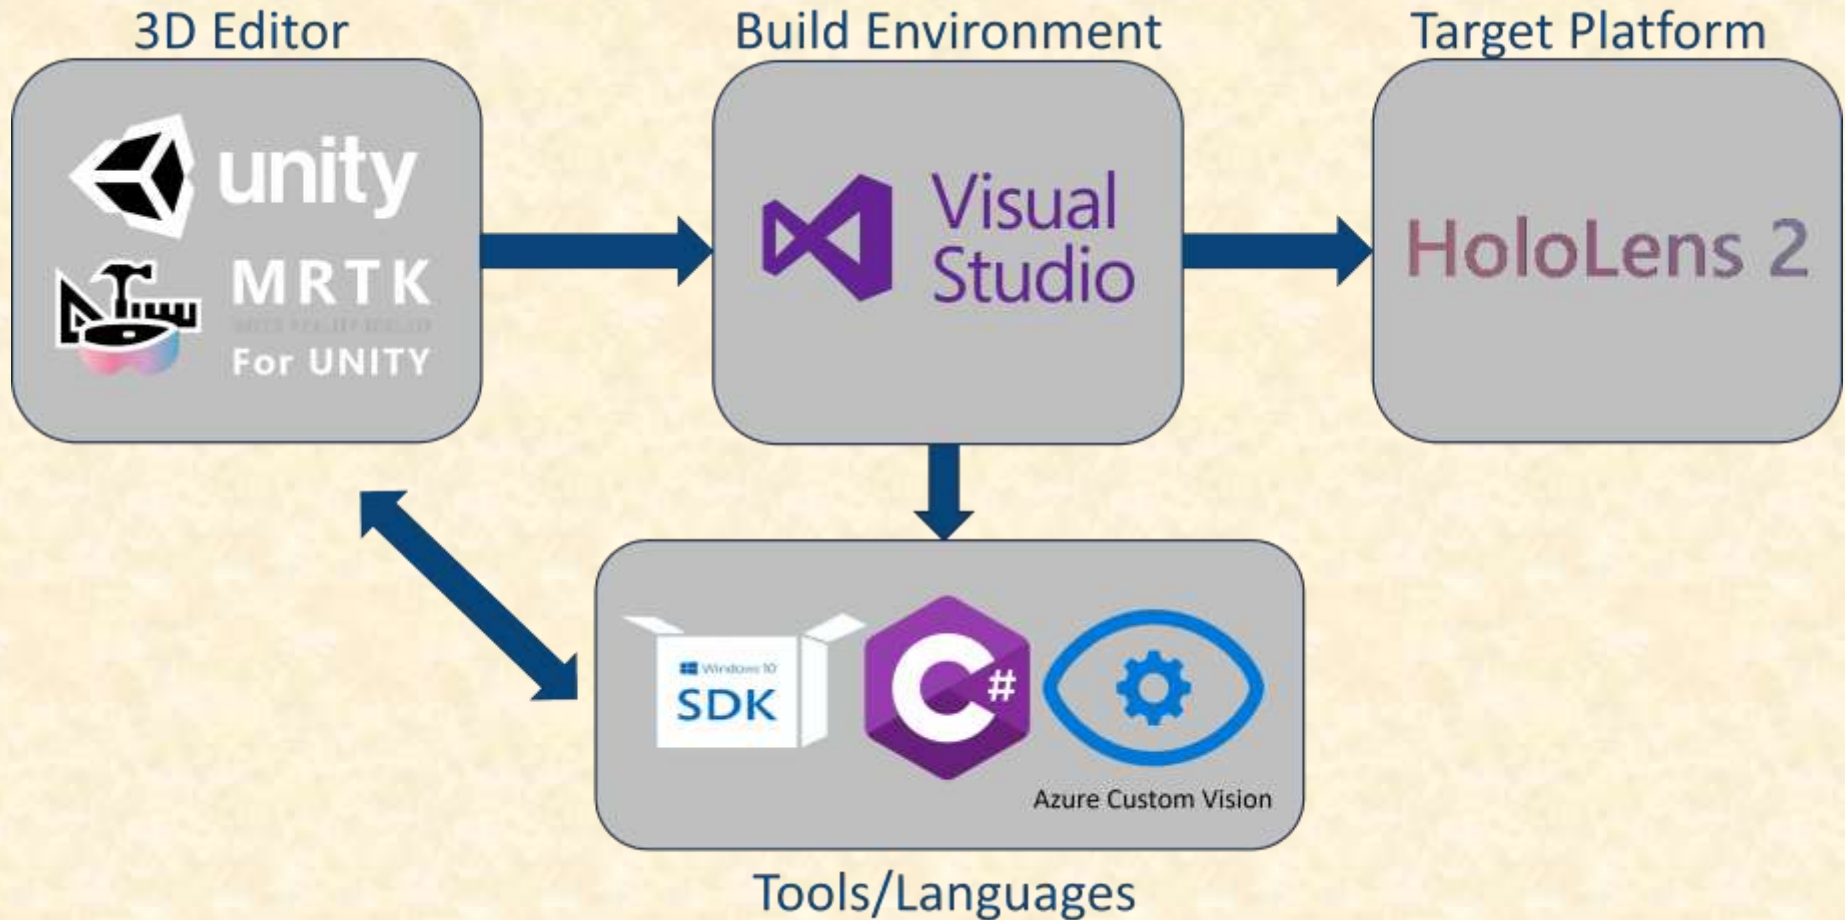 3D Editor
Build Environment
Target Platform
unity
MRTK
For UNITY
Visual
Studio
HoloLens 2
Windows 10
SDK
C#
Azure Custom Vision
Tools/Languages